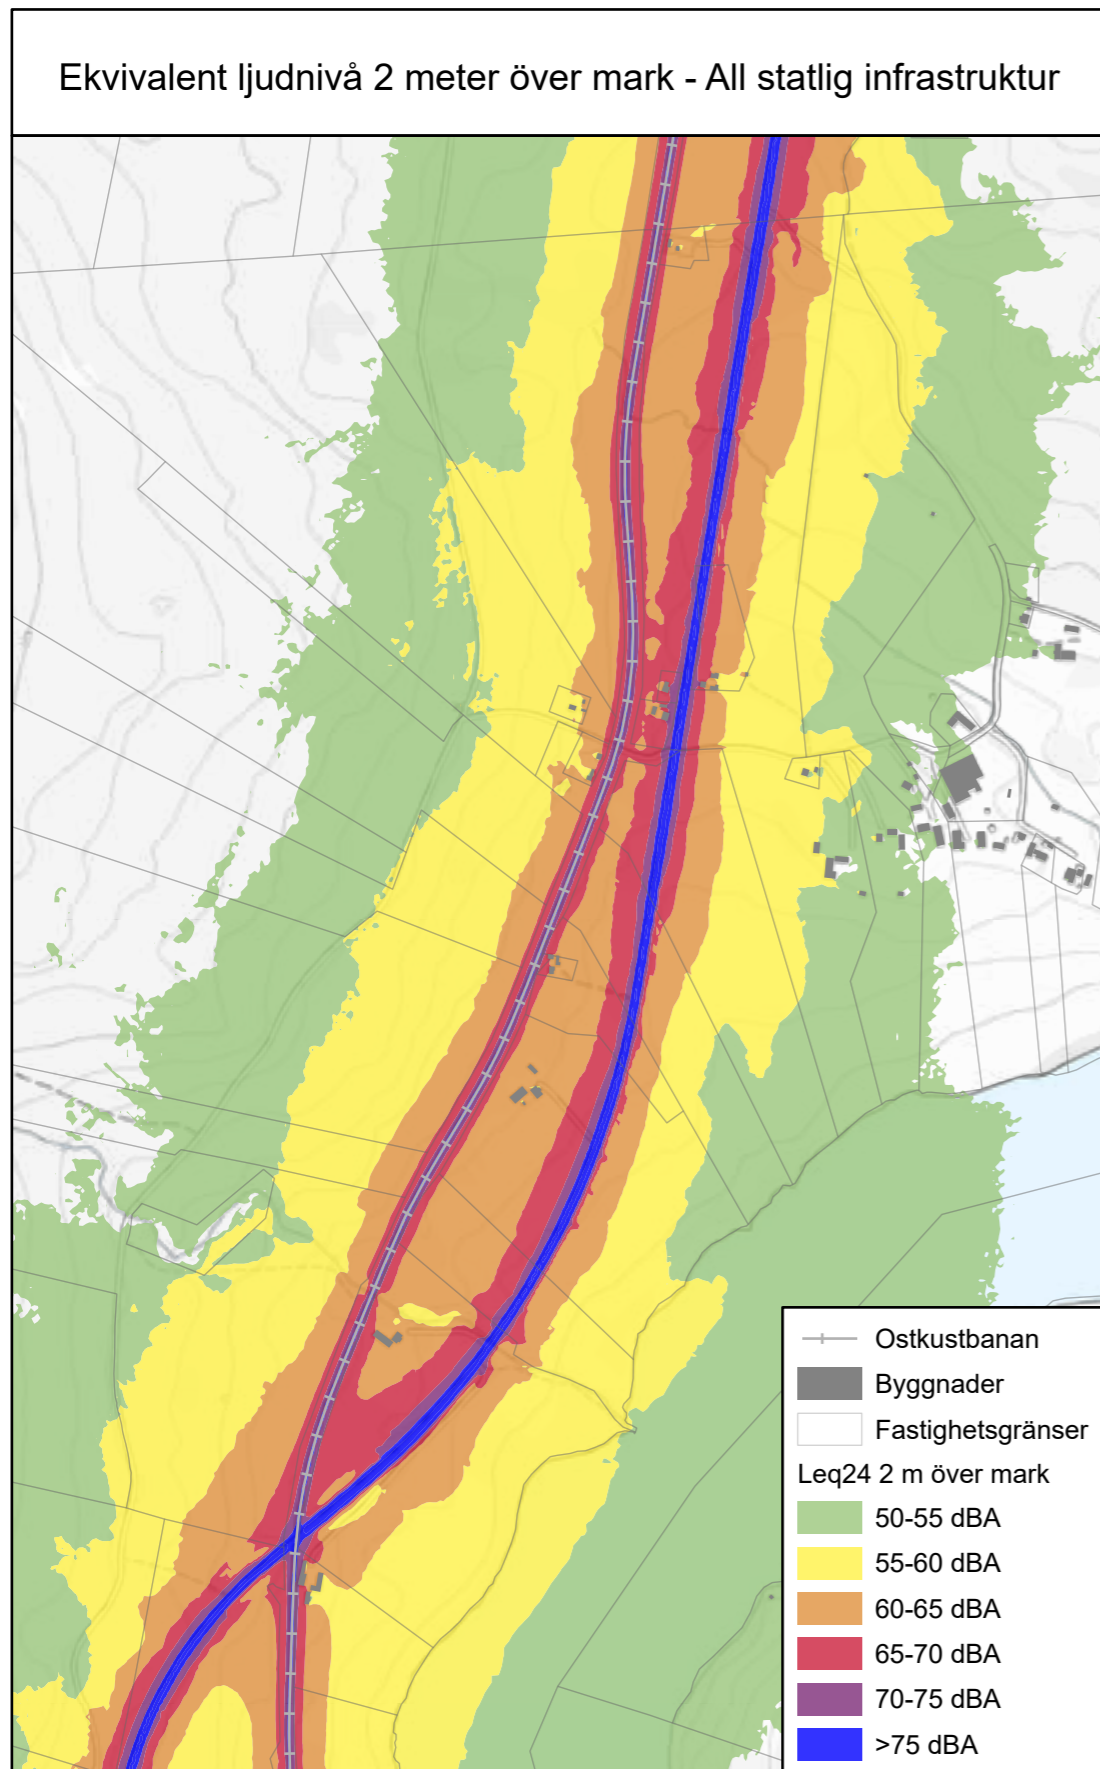 Ekvivalent ljudnivå 2 meter över mark - All statlig infrastruktur
Ostkustbanan
Byggnader
Fastighetsgränser
Leq24 2 m över mark
50-55 dBA
55-60 dBA
60-65 dBA
65-70 dBA
70-75 dBA
>75 dBA